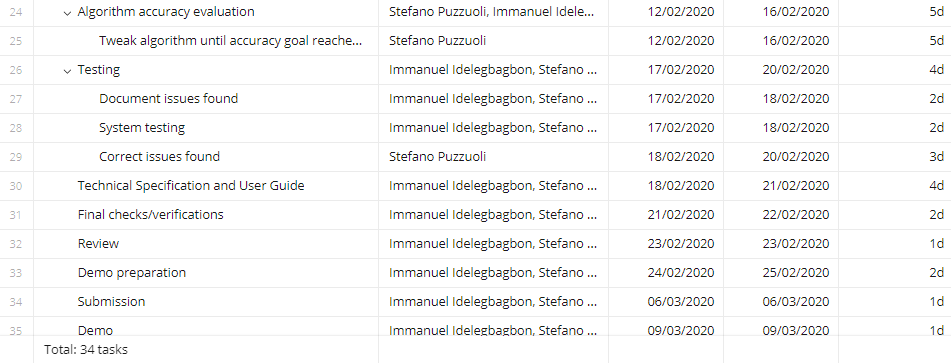 24 Algorithm accuracy evaluation Stefano Puzzuoli, Immanuel Idele... 12/02/2020 16/02/2020 5d
25 Tweak algorithm until accuracy goal reache... Stefano Puzzuoli 12/02/2020 16/02/2020 5d
26 Testing Immanuel Idelegbagbon, Stefano ... 17/02/2020 20/02/2020 4d
27 Document issues found Immanuel Idelegbagbon, Stefano ... 17/02/2020 18/02/2020 2d
28 System testing Immanuel Idelegbagbon, Stefano ... 17/02/2020 18/02/2020 2d
29 Correct issues found Stefano Puzzuoli 18/02/2020 20/02/2020 3d
30 Technical Specification and User Guide Immanuel Idelegbagbon, Stefano ... 18/02/2020 21/02/2020 4d
31 Final checks/verifications Immanuel Idelegbagbon, Stefano ... 21/02/2020 22/02/2020 2d
32 Review Immanuel Idelegbagbon, Stefano ... 23/02/2020 23/02/2020 1d
33 Demo preparation Immanuel Idelegbagbon, Stefano ... 24/02/2020 25/02/2020 2d
34 Submission Immanuel Idelegbagbon, Stefano ... 06/03/2020 06/03/2020 1d
35 Demo Immanuel Idelegbagbon, Stefano ... 09/03/2020 09/03/2020 1d
Total: 34 tasks